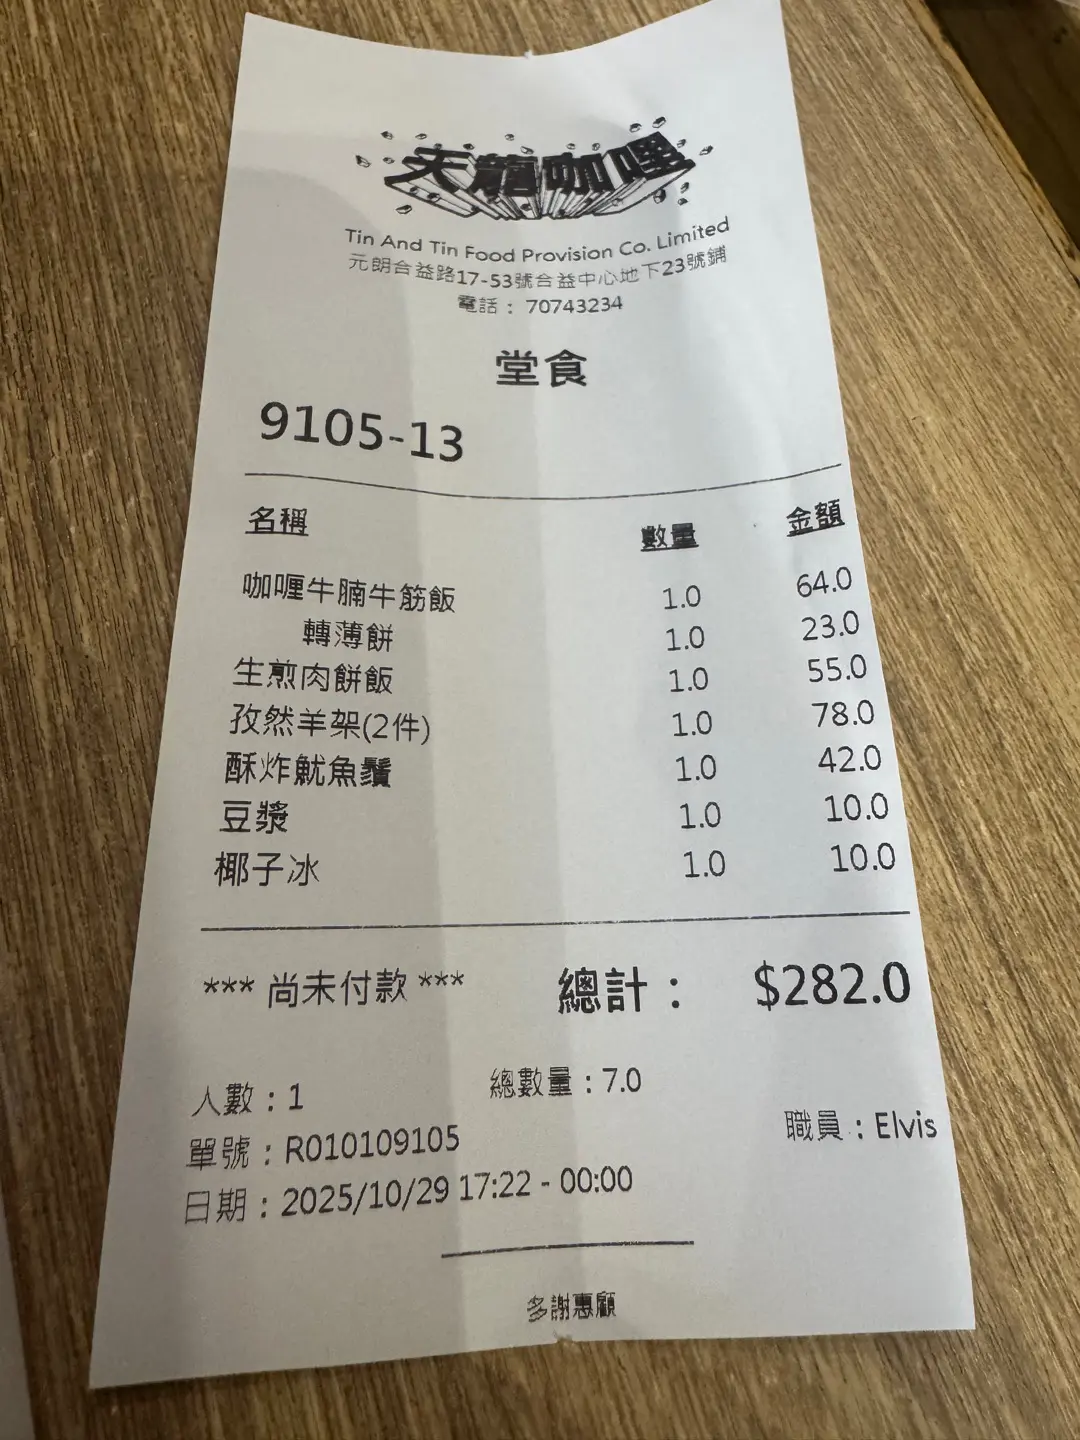 天龍咖喱
Tin And Tin Food Provision Co. Limited
元朗合益路17-53號合益中心地下23號鋪
電話： 70743234
堂食
9105-13
名稱 數量 金額
咖喱牛腩牛筋飯 1.0 64.0
轉薄餅 1.0 23.0
生煎肉餅飯 1.0 55.0
孜然羊架(2件) 1.0 78.0
酥炸魷魚鬚 1.0 42.0
豆漿 1.0 10.0
椰子冰 1.0 10.0
*** 尚未付款 *** 總計： $282.0
人數：1 總數量：7.0
單號：R010109105 職員：Elvis
日期：2025/10/29 17:22 - 00:00
多謝惠顧